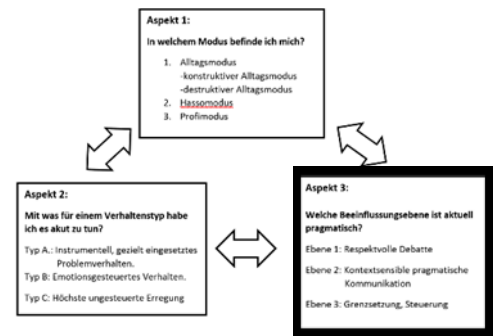 Aspekt 1:
In welchem Modus befinde ich mich?
1. Alltagsmodus
-konstruktiver Alltagsmodus
-destruktiver Alltagsmodus
2. Hassomodus
3. Profimodus
Aspekt 2:
Mit was für einem Verhaltenstyp habe
ich es akut zu tun?
Typ A.: Instrumentell, gezielt eingesetztes
Problemverhalten.
Typ B: Emotionsgesteuertes Verhalten.
Typ C: Höchste ungesteuerte Erregung
Aspekt 3:
Welche Beeinflussungsebene ist aktuell
pragmatisch?
Ebene 1: Respektvolle Debatte
Ebene 2: Kontextsensible pragmatische
Kommunikation
Ebene 3: Grenzsetzung, Steuerung